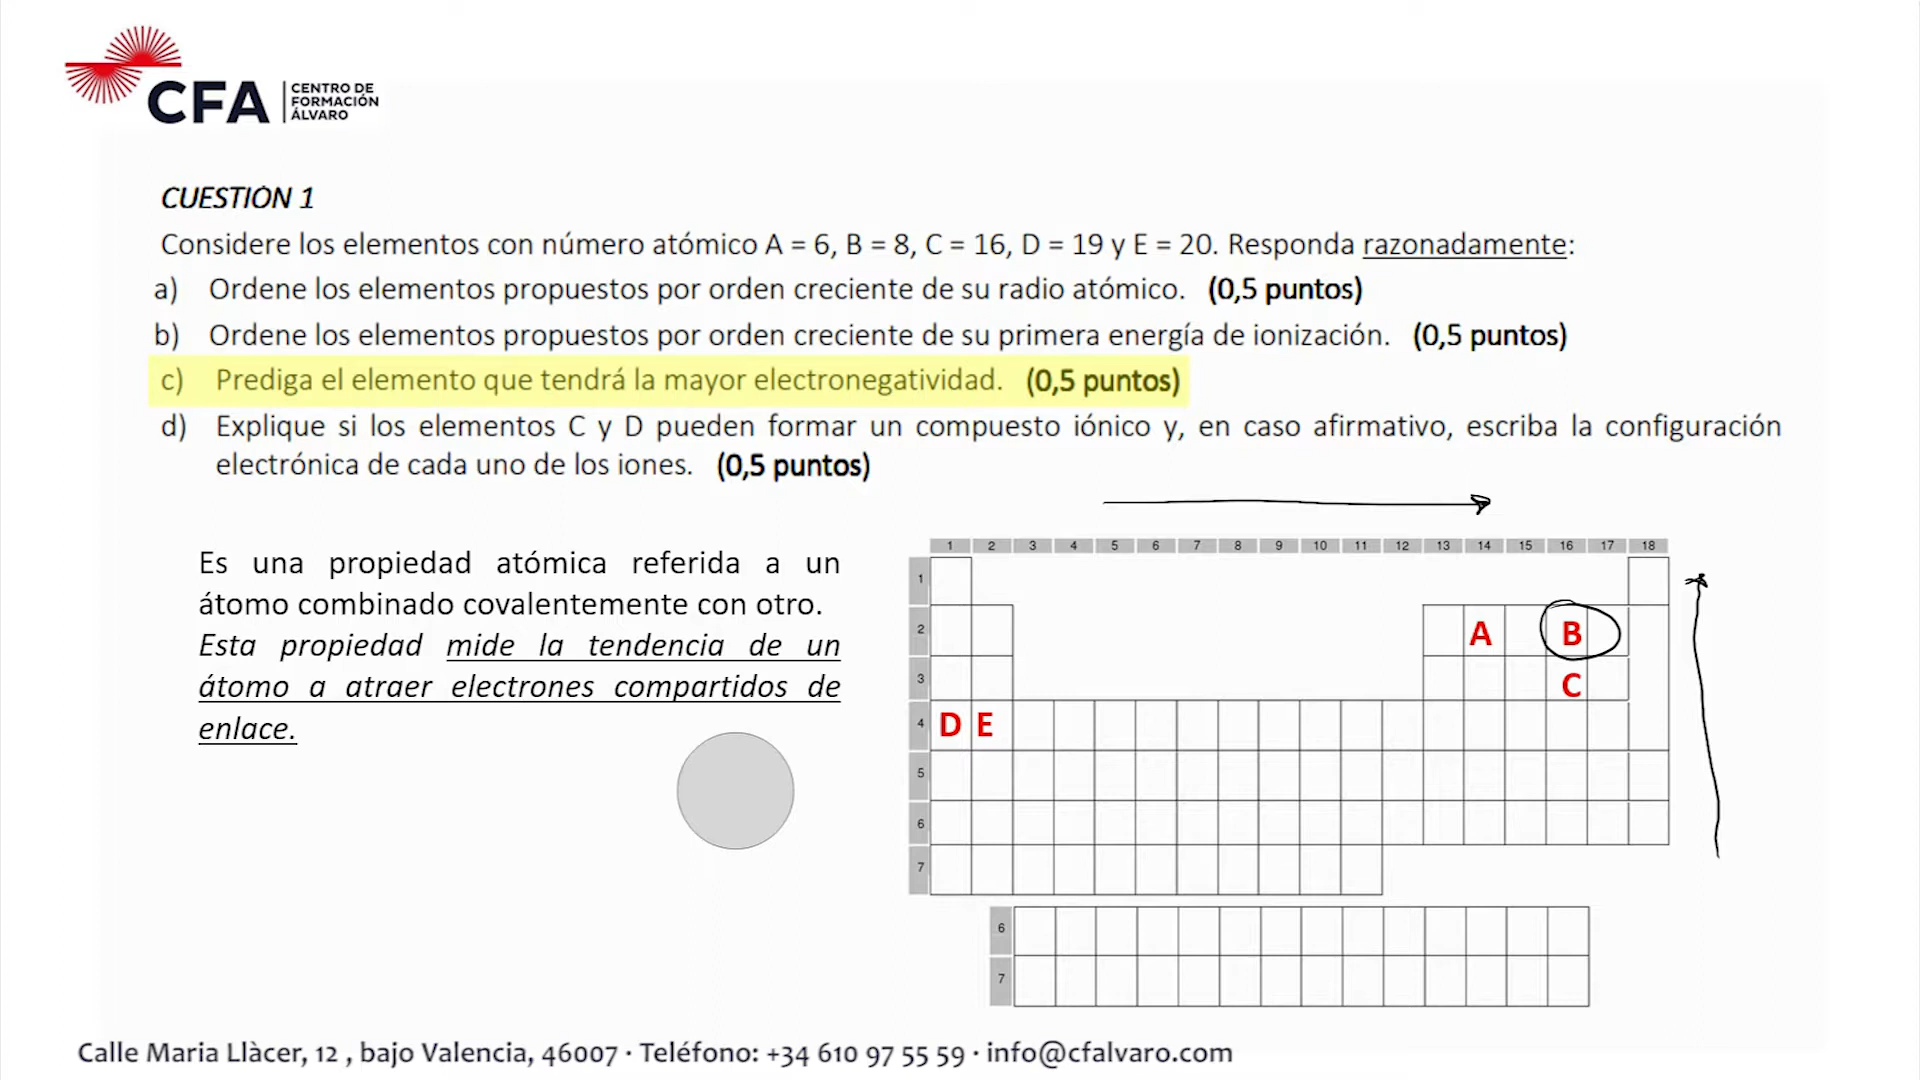 CFA
CENTRO DE
FORMACIÓN
ÁLVARO
CUESTIÓN 1
Considere los elementos con número atómico A = 6, B = 8, C = 16, D = 19 y E = 20. Responda razonadamente:
a) Ordene los elementos propuestos por orden creciente de su radio atómico. (0,5 puntos)
b) Ordene los elementos propuestos por orden creciente de su primera energía de ionización. (0,5 puntos)
c) Prediga el elemento que tendrá la mayor electronegatividad. (0,5 puntos)
d) Explique si los elementos C y D pueden formar un compuesto iónico y, en caso afirmativo, escriba la configuración
electrónica de cada uno de los iones. (0,5 puntos)
Es una propiedad atómica referida a un
átomo combinado covalentemente con otro.
Esta propiedad mide la tendencia de un
átomo a atraer electrones compartidos de
enlace.
1 2 3 4 5 6 7 8 9 10 11 12 13 14 15 16 17 18
1
2 A B
3 C
4 D E
5
6
7
6
7
Calle Maria Llàcer, 12 , bajo Valencia, 46007 · Teléfono: +34 610 97 55 59 · info@cfalvaro.com